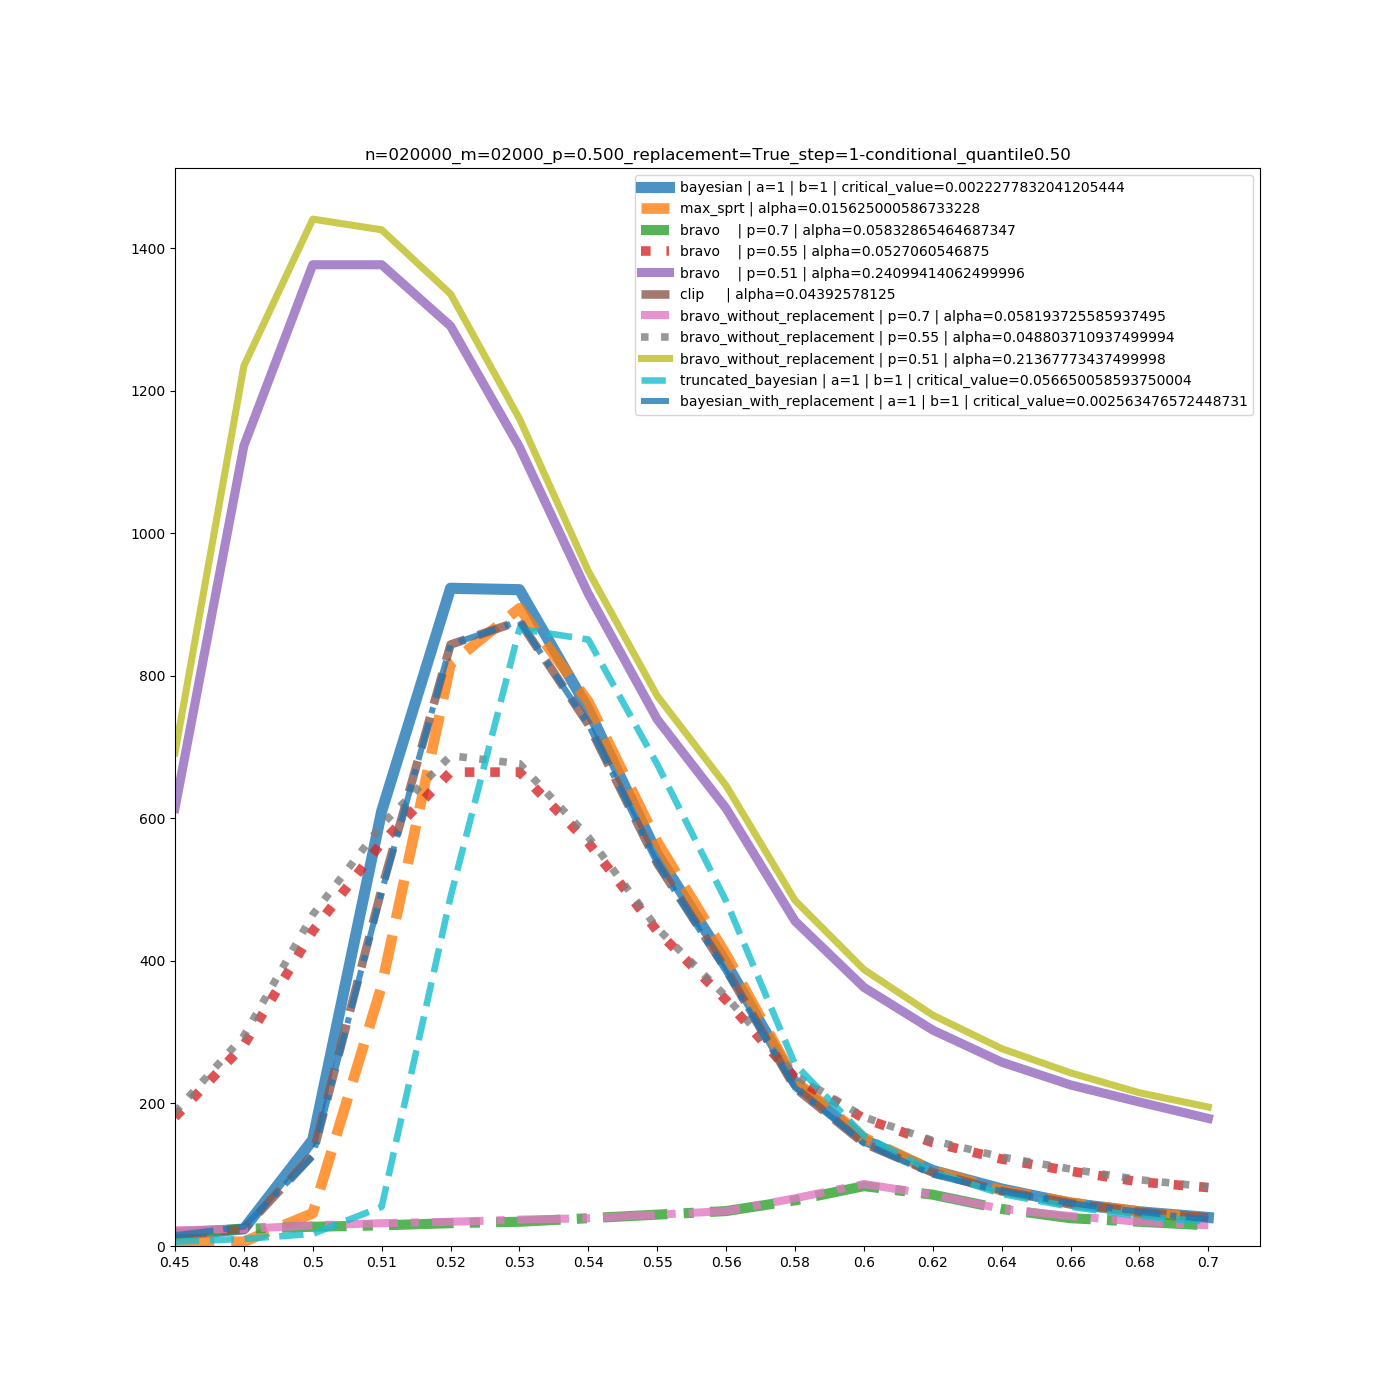 n=020000_m=02000_p=0.500_replacement=True_step=1-conditional_quantile0.50
bayesian | a=1 | b=1 | critical_value=0.0022277832041205444
max_sprt | alpha=0.015625000586733228
bravo    | p=0.7 | alpha=0.05832865464687347
bravo    | p=0.55 | alpha=0.0527060546875
bravo    | p=0.51 | alpha=0.24099414062499996
clip     | alpha=0.04392578125
bravo_without_replacement | p=0.7 | alpha=0.058193725585937495
bravo_without_replacement | p=0.55 | alpha=0.048803710937499994
bravo_without_replacement | p=0.51 | alpha=0.21367773437499998
truncated_bayesian | a=1 | b=1 | critical_value=0.056650058593750004
bayesian_with_replacement | a=1 | b=1 | critical_value=0.002563476572448731
1400
1200
1000
800
600
400
200
0
0.45 0.48 0.5 0.51 0.52 0.53 0.54 0.55 0.56 0.58 0.6 0.62 0.64 0.66 0.68 0.7